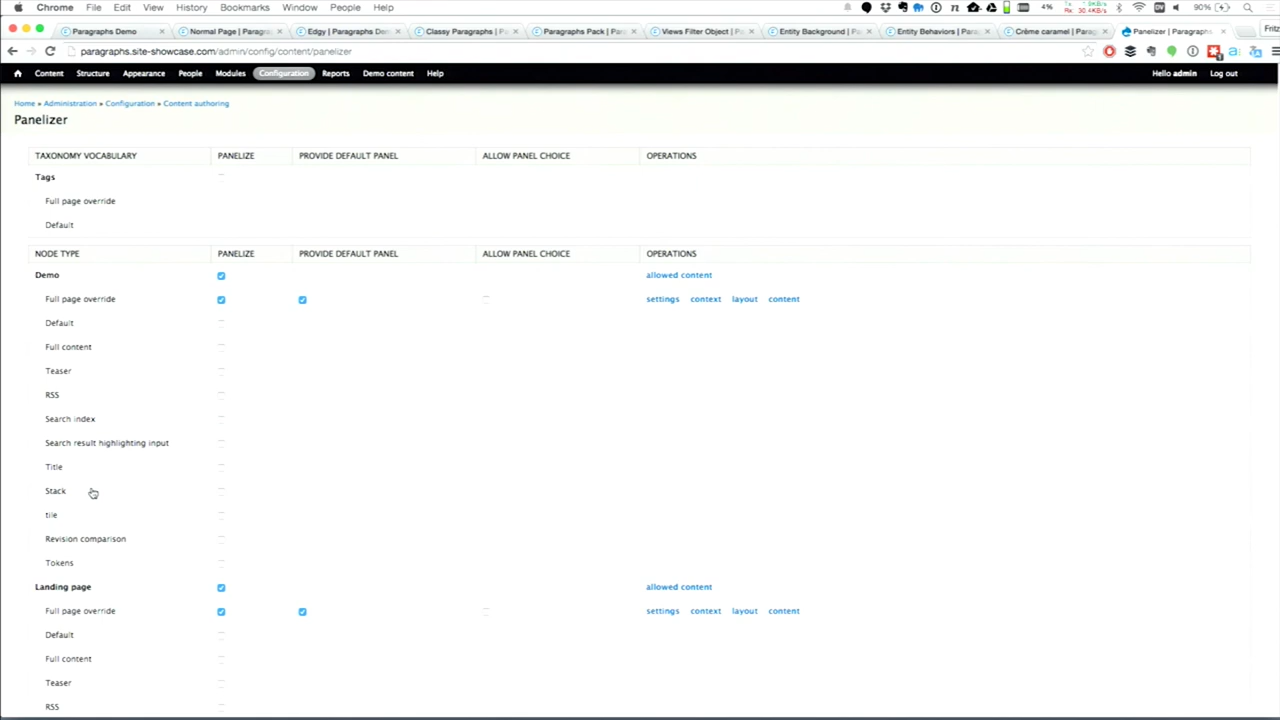 Chrome File Edit View History Bookmarks Window People Help 4% 90%
Paragraphs Demo Normal Page | Paragra Edgy | Paragraphs De Classy Paragraphs | P Paragraphs Pack | Par Views Filter Object | Entity Background | P Entity Behaviors | Par Crème caramel | Parag Panelizer | Paragraphs Fritz
paragraphs.site-showcase.com/admin/config/content/panelizer
Content Structure Appearance People Modules Configuration Reports Demo content Help Hello admin Log out
Home » Administration » Configuration » Content authoring
Panelizer
TAXONOMY VOCABULARY PANELIZE PROVIDE DEFAULT PANEL ALLOW PANEL CHOICE OPERATIONS
Tags
Full page override
Default
NODE TYPE PANELIZE PROVIDE DEFAULT PANEL ALLOW PANEL CHOICE OPERATIONS
Demo allowed content
Full page override settings context layout content
Default
Full content
Teaser
RSS
Search index
Search result highlighting input
Title
Stack
tile
Revision comparison
Tokens
Landing page allowed content
Full page override settings context layout content
Default
Full content
Teaser
RSS